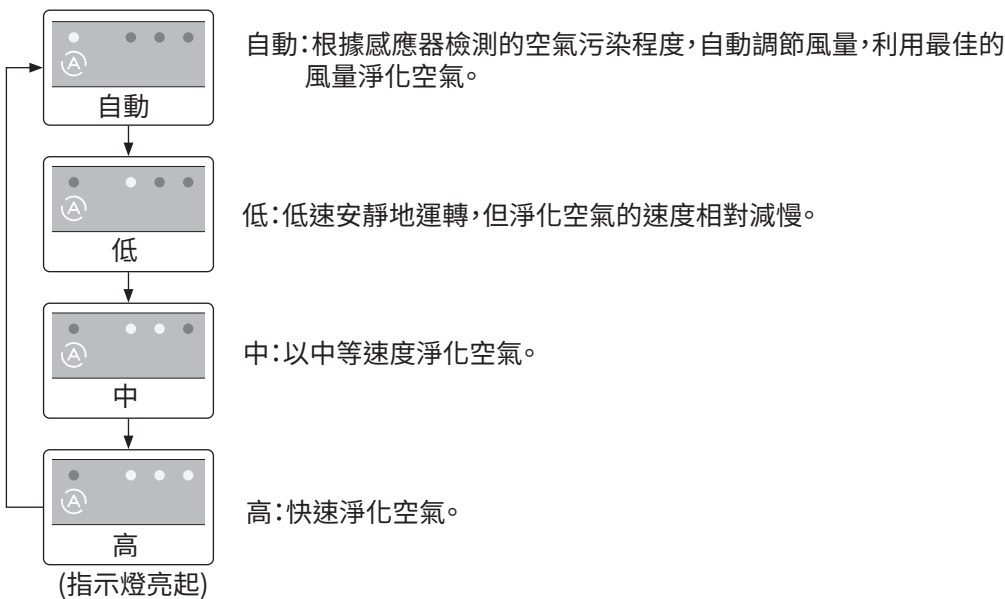 A
自動
自動：根據感應器檢測的空氣污染程度，自動調節風量，利用最佳的
風量淨化空氣。
A
低
低：低速安靜地運轉，但淨化空氣的速度相對減慢。
A
中
中：以中等速度淨化空氣。
A
高
高：快速淨化空氣。
(指示燈亮起)